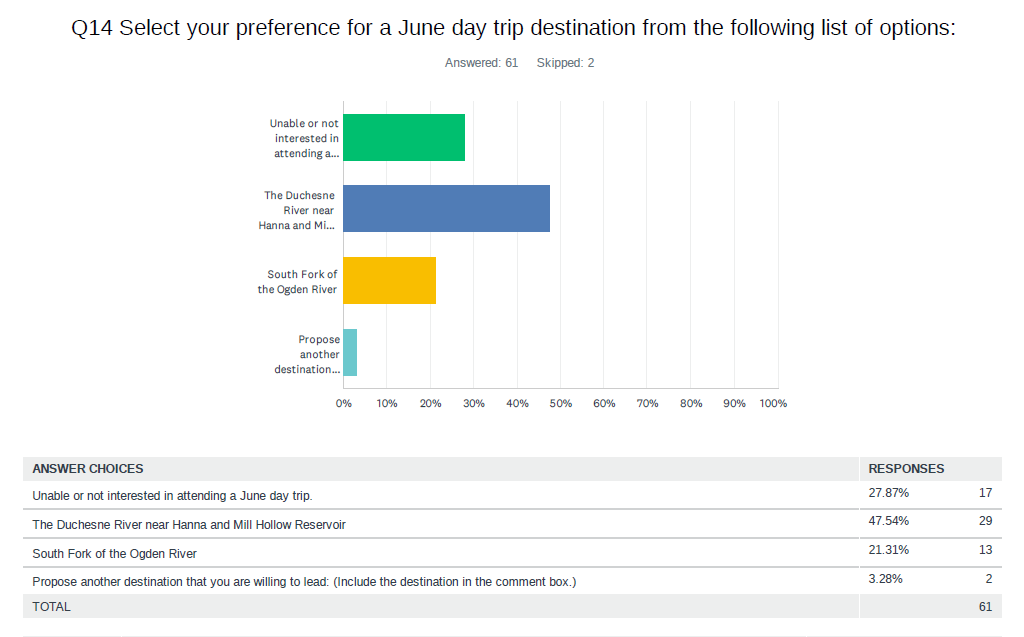 Q14 Select your preference for a June day trip destination from the following list of options:
Answered: 61 Skipped: 2
Unable or not
interested in
attending a...
The Duchesne
River near
Hanna and Mi...
South Fork of
the Ogden River
Propose
another
destination...
0% 10% 20% 30% 40% 50% 60% 70% 80% 90% 100%
ANSWER CHOICES RESPONSES
Unable or not interested in attending a June day trip. 27.87% 17
The Duchesne River near Hanna and Mill Hollow Reservoir 47.54% 29
South Fork of the Ogden River 21.31% 13
Propose another destination that you are willing to lead: (Include the destination in the comment box.) 3.28% 2
TOTAL 61